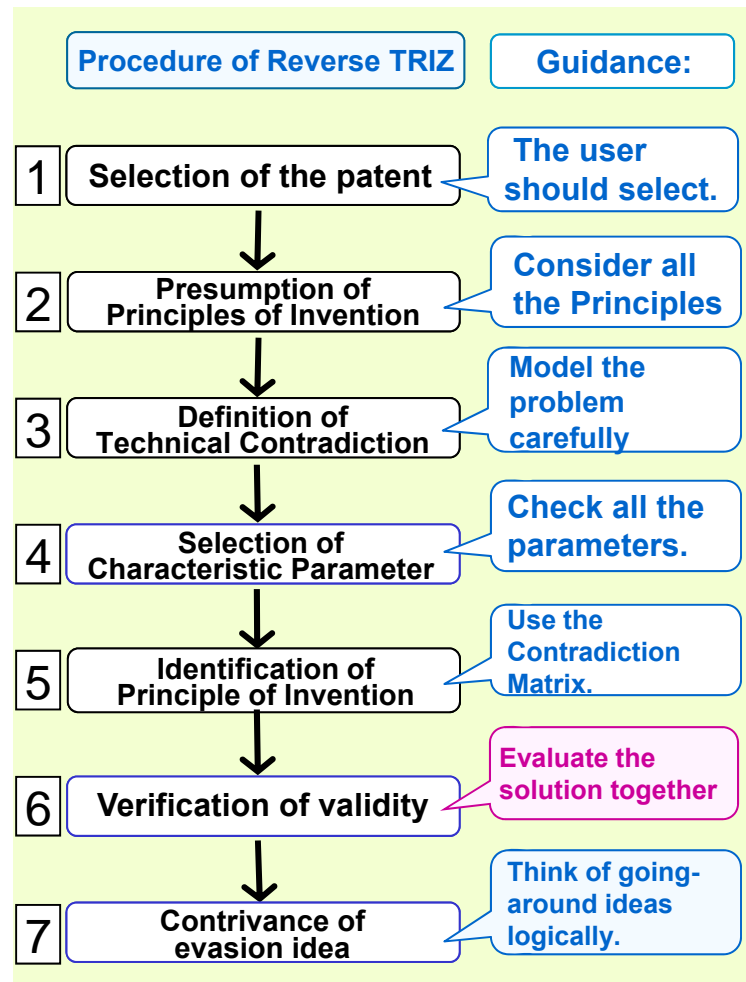 Procedure of Reverse TRIZ
Guidance:
1
Selection of the patent
The user
should select.
2
Presumption of
Principles of Invention
Consider all
the Principles
3
Definition of
Technical Contradiction
Model the
problem
carefully
4
Selection of
Characteristic Parameter
Check all the
parameters.
5
Identification of
Principle of Invention
Use the
Contradiction
Matrix.
6
Verification of validity
Evaluate the
solution together
7
Contrivance of
evasion idea
Think of going-
around ideas
logically.